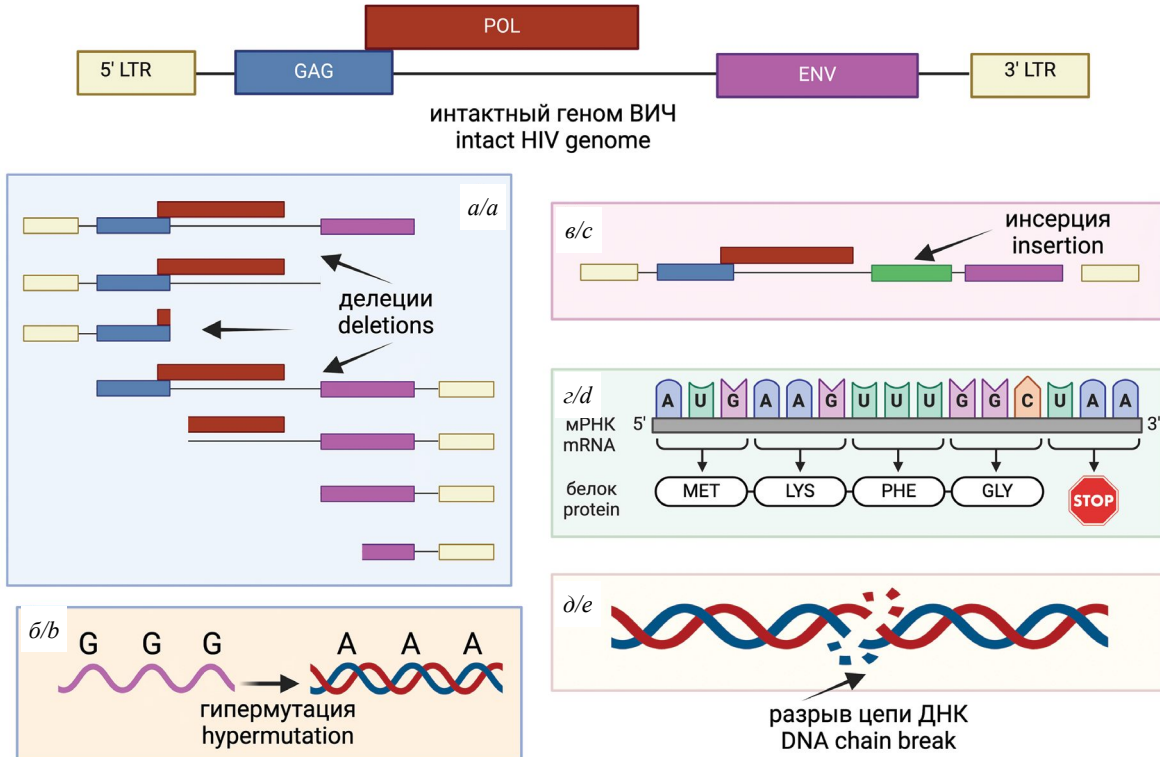 POL
5' LTR
GAG
ENV
3' LTR
интактный геном ВИЧ
intact HIV genome
а/a
делеции
deletions
б/b
G G G
A A A
гипермутация
hypermutation
в/c
инсерция
insertion
г/d
A U G A A G U U U G G C U A A
5'
3'
мРНК
mRNA
белок
protein
MET
LYS
PHE
GLY
STOP
д/e
разрыв цепи ДНК
DNA chain break